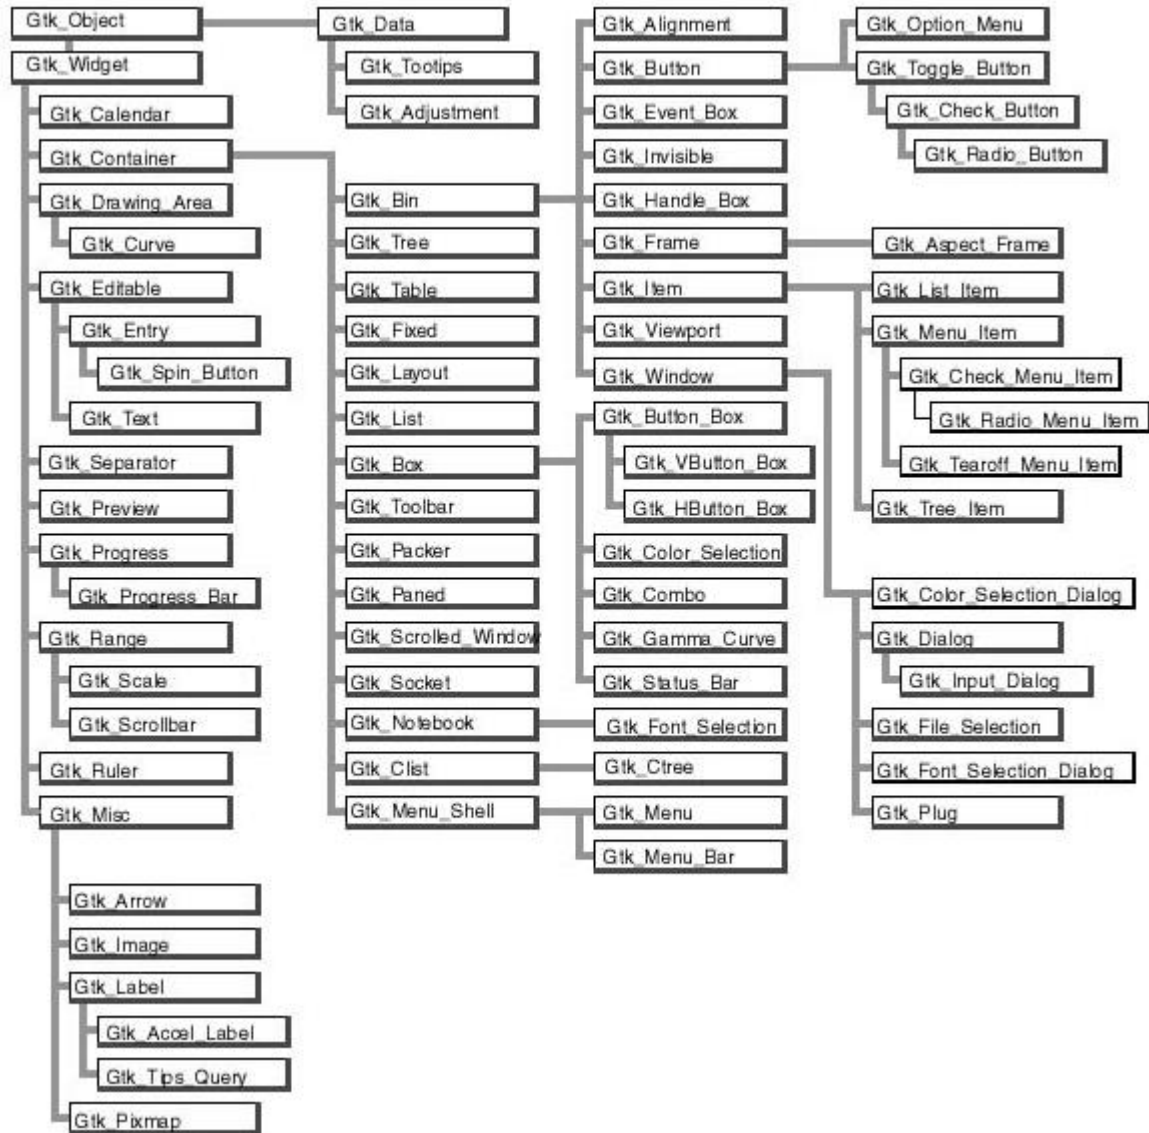 Gtk_Object
Gtk_Widget
Gtk_Calendar
Gtk_Container
Gtk_Drawing_Area
Gtk_Curve
Gtk_Editable
Gtk_Entry
Gtk_Spin_Button
Gtk_Text
Gtk_Separator
Gtk_Preview
Gtk_Progress
Gtk_Progress_Bar
Gtk_Range
Gtk_Scale
Gtk_Scrollbar
Gtk_Ruler
Gtk_Misc
Gtk_Arrow
Gtk_Image
Gtk_Label
Gtk_Accel_Label
Gtk_Tips_Query
Gtk_Pixmap
Gtk_Data
Gtk_Tootips
Gtk_Adjustment
Gtk_Bin
Gtk_Tree
Gtk_Table
Gtk_Fixed
Gtk_Layout
Gtk_List
Gtk_Box
Gtk_Toolbar
Gtk_Packer
Gtk_Paned
Gtk_Scrolled_Window
Gtk_Socket
Gtk_Notebook
Gtk_Clist
Gtk_Menu_Shell
Gtk_Alignment
Gtk_Button
Gtk_Event_Box
Gtk_Invisible
Gtk_Handle_Box
Gtk_Frame
Gtk_Item
Gtk_Viewport
Gtk_Window
Gtk_Button_Box
Gtk_VButton_Box
Gtk_HButton_Box
Gtk_Color_Selection
Gtk_Combo
Gtk_Gamma_Curve
Gtk_Status_Bar
Gtk_Font_Selection
Gtk_Ctree
Gtk_Menu
Gtk_Menu_Bar
Gtk_Option_Menu
Gtk_Toggle_Button
Gtk_Check_Button
Gtk_Radio_Button
Gtk_Aspect_Frame
Gtk_List_Item
Gtk_Menu_Item
Gtk_Check_Menu_Item
Gtk_Radio_Menu_Item
Gtk_Tearoff_Menu_Item
Gtk_Tree_Item
Gtk_Color_Selection_Dialog
Gtk_Dialog
Gtk_Input_Dialog
Gtk_File_Selection
Gtk_Font_Selection_Dialog
Gtk_Plug